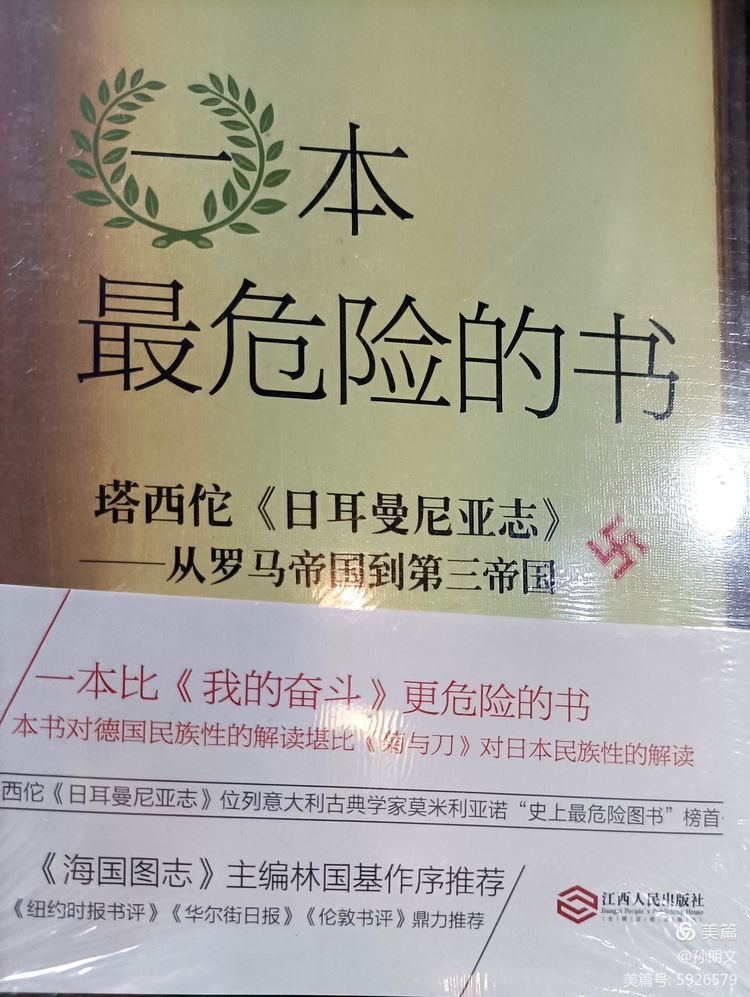 一本
最危险的书
塔西佗《日耳曼尼亚志》
——从罗马帝国到第三帝国
一本比《我的奋斗》更危险的书
本书对德国民族性的解读堪比《菊与刀》对日本民族性的解读
西佗《日耳曼尼亚志》位列意大利古典学家莫米利亚诺“史上最危险图书”榜首
《海国图志》主编林国基作序推荐
《纽约时报书评》《华尔街日报》《伦敦书评》鼎力推荐
江西人民出版社
Jiangxi People's Publishing House
美篇
@孙朗文
美篇号: 5926579